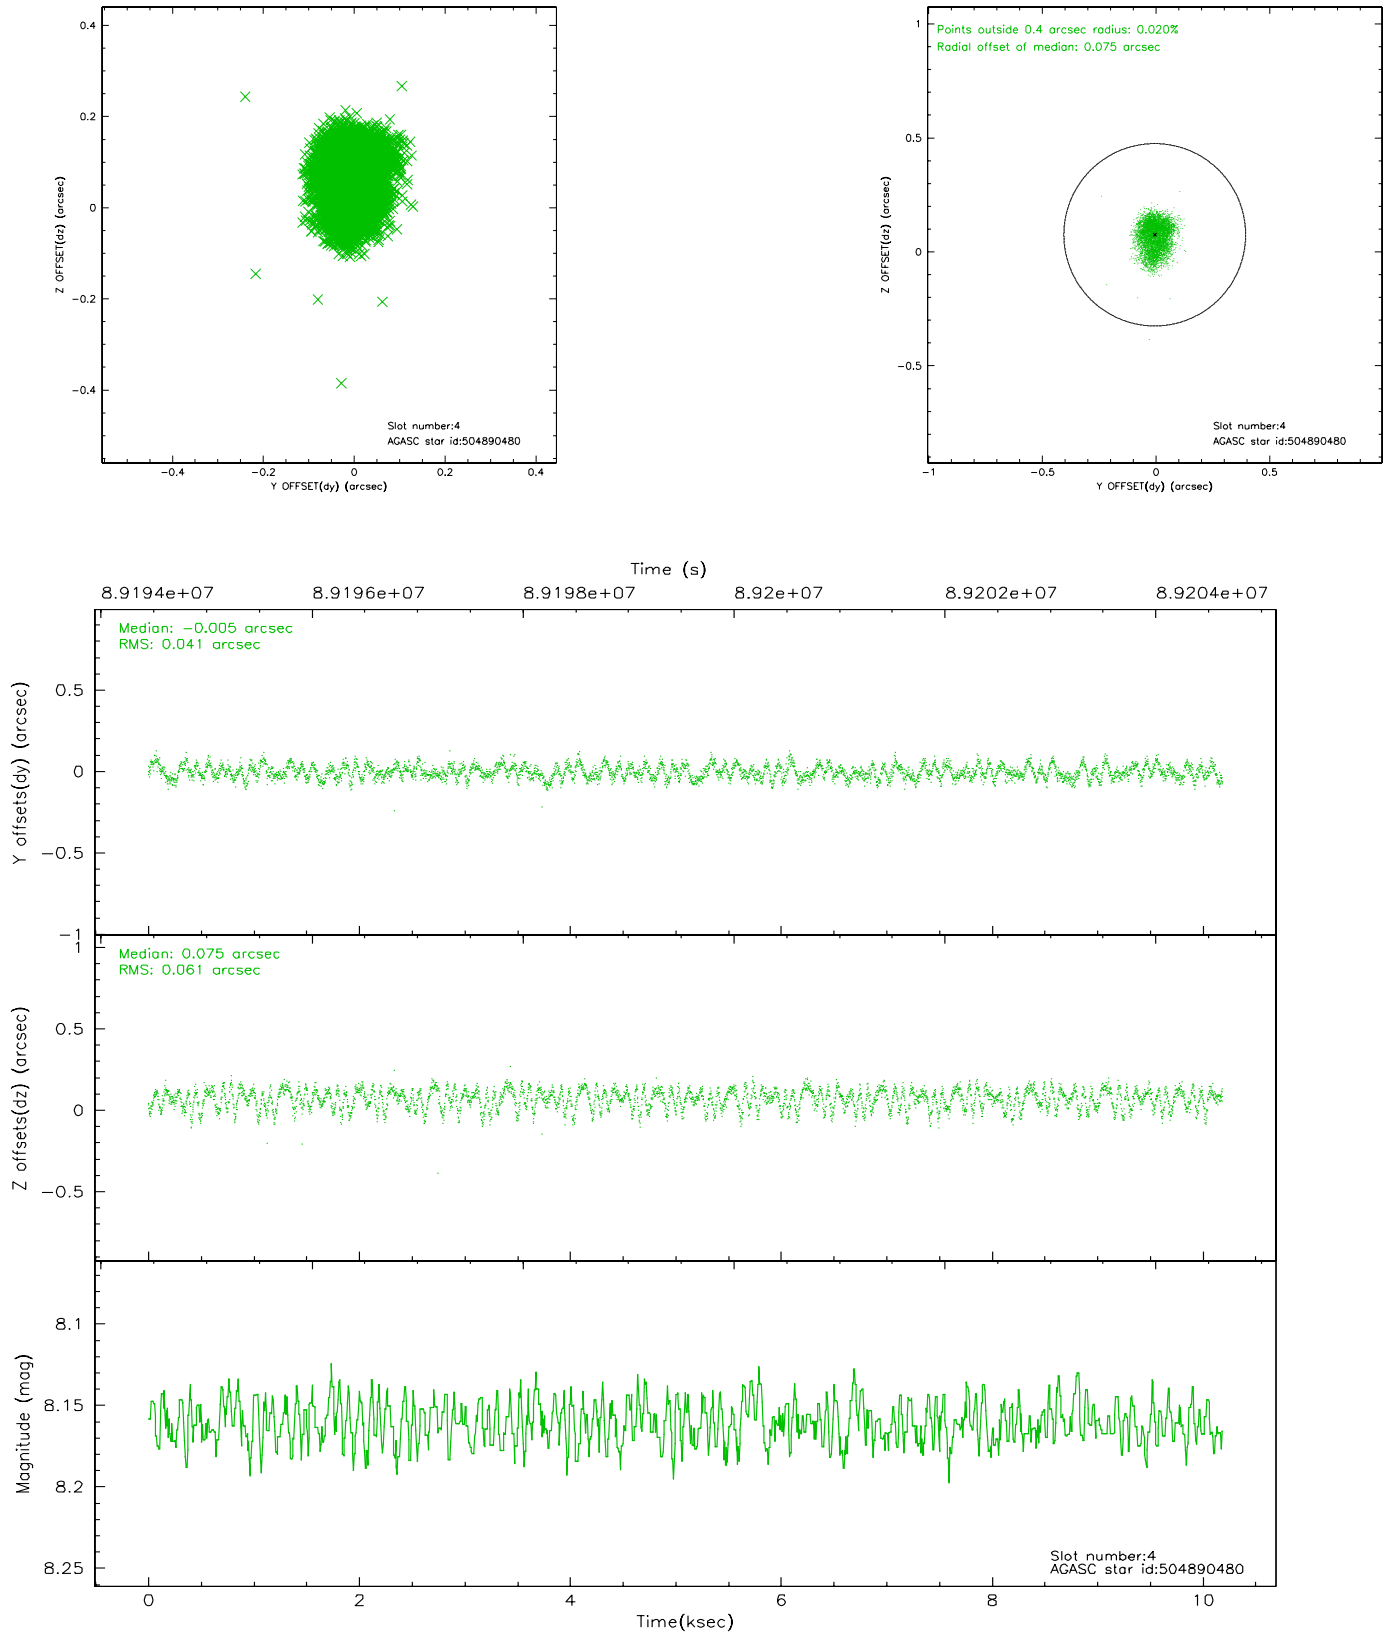 0.4
0.2
0
−0.2
−0.4
Z OFFSET(dz) (arcsec)
Slot number:4
AGASC star id:504890480
−0.4 −0.2 0 0.2 0.4
Y OFFSET(dy) (arcsec)
Points outside 0.4 arcsec radius: 0.020%
Radial offset of median: 0.075 arcsec
1
0.5
0
−0.5
Z OFFSET(dz) (arcsec)
Slot number:4
AGASC star id:504890480
−1 −0.5 0 0.5
Y OFFSET(dy) (arcsec)
Time (s)
8.9194e+07 8.9196e+07 8.9198e+07 8.92e+07 8.9202e+07 8.9204e+07
Median: −0.005 arcsec
RMS: 0.041 arcsec
0.5
0
−0.5
−1
Y offsets(dy) (arcsec)
Median: 0.075 arcsec
RMS: 0.061 arcsec
1
0.5
0
−0.5
Z offsets(dz) (arcsec)
8.1
8.15
8.2
8.25
Magnitude (mag)
Slot number:4
AGASC star id:504890480
0 2 4 6 8 10
Time(ksec)